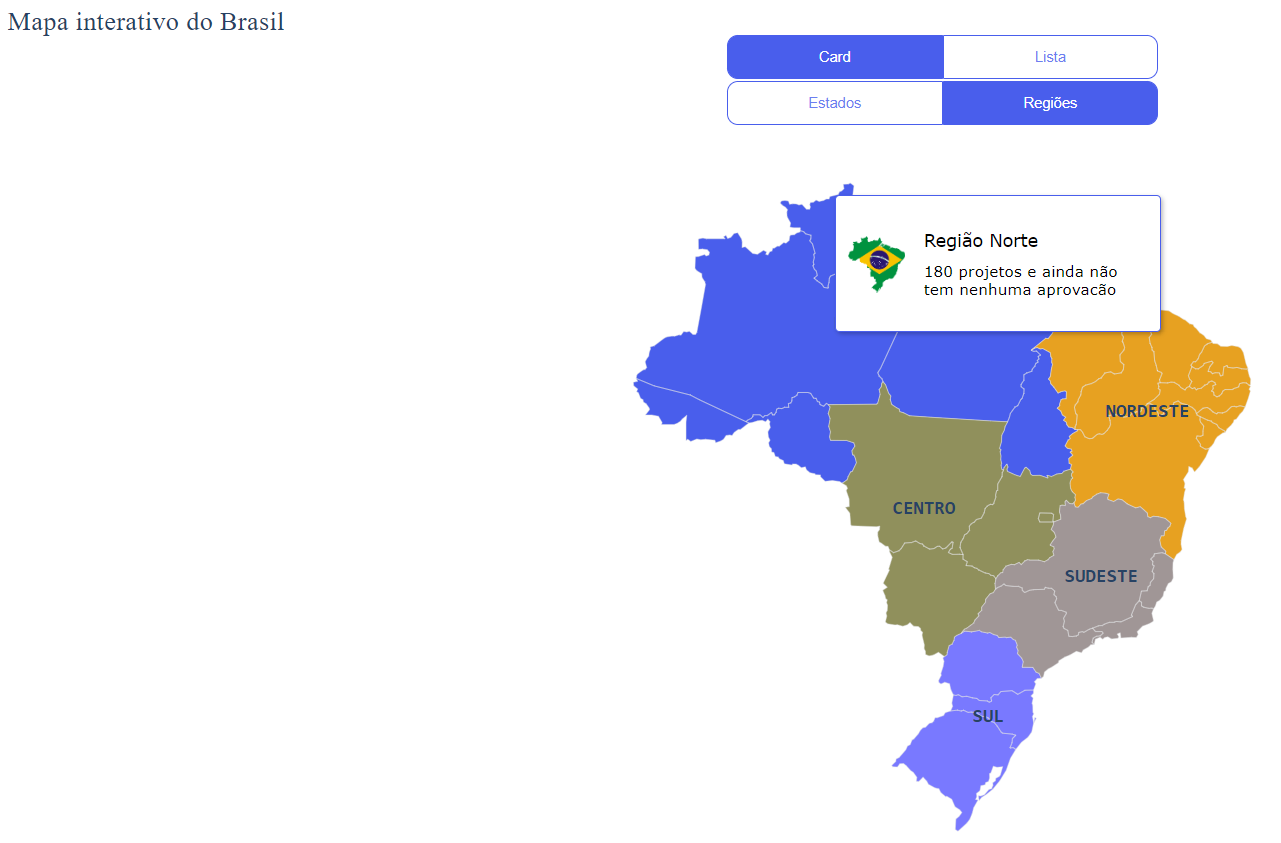 Mapa interativo do Brasil
Card
Lista
Estados
Regiões
Região Norte
180 projetos e ainda não
tem nenhuma aprovacão
NORDESTE
CENTRO
SUDESTE
SUL